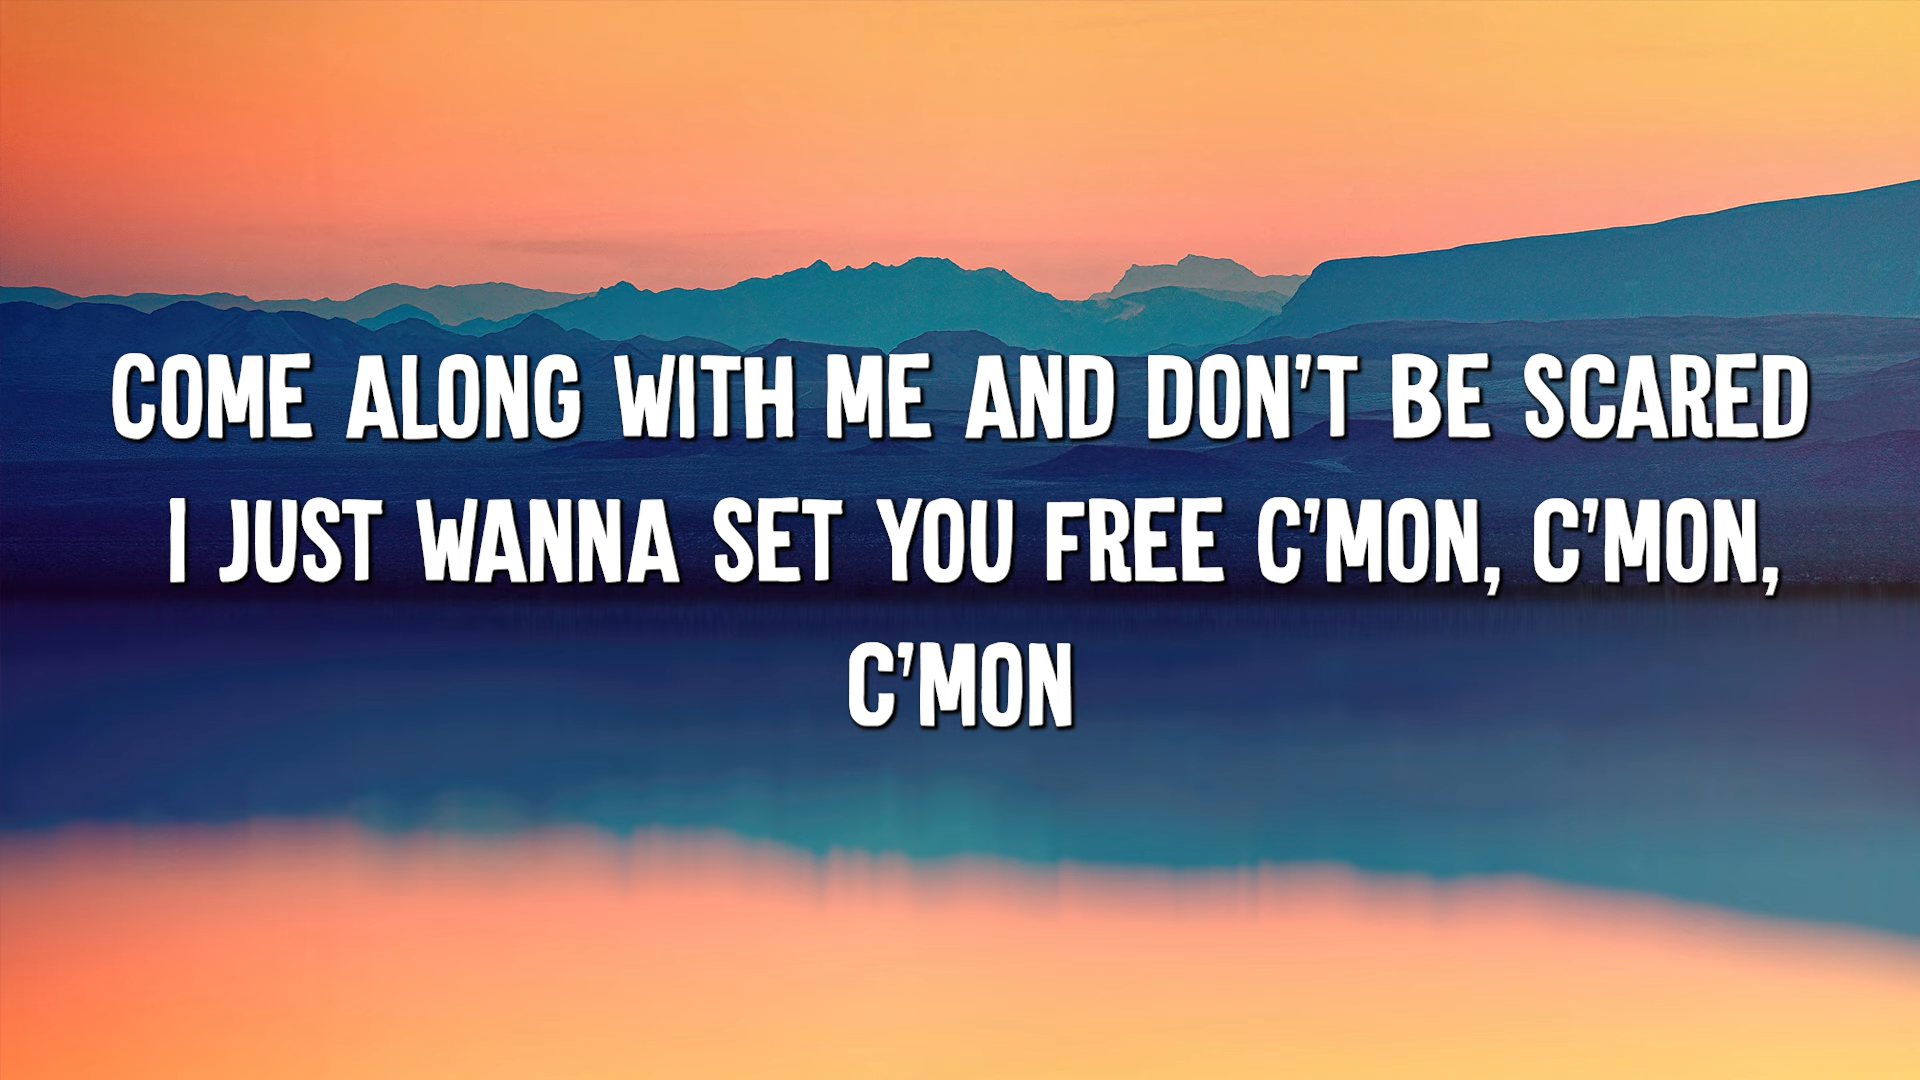 COME ALONG WITH ME AND DON'T BE SCARED
I JUST WANNA SET YOU FREE C'MON, C'MON,
C'MON